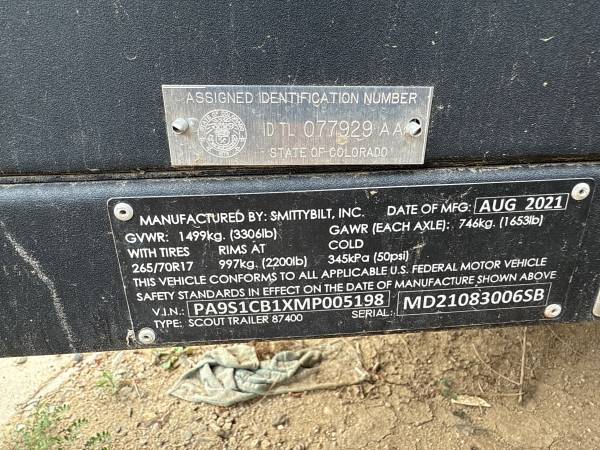 ASSIGNED IDENTIFICATION NUMBER
ID TL 077929 AA
STATE OF COLORADO
MANUFACTURED BY: SMITTYBILT, INC. DATE OF MFG: AUG 2021
GVWR: 1499kg. (3306lb) GAWR (EACH AXLE): 746kg. (1653lb)
WITH TIRES RIMS AT COLD
265/70R17 997kg. (2200lb) 345kPa (50psi)
THIS VEHICLE CONFORMS TO ALL APPLICABLE U.S. FEDERAL MOTOR VEHICLE
SAFETY STANDARDS IN EFFECT ON THE DATE OF MANUFACTURE SHOWN ABOVE
V.I.N.: PA9S1CB1XMP005198 SERIAL: MD21083006SB
TYPE: SCOUT TRAILER 87400